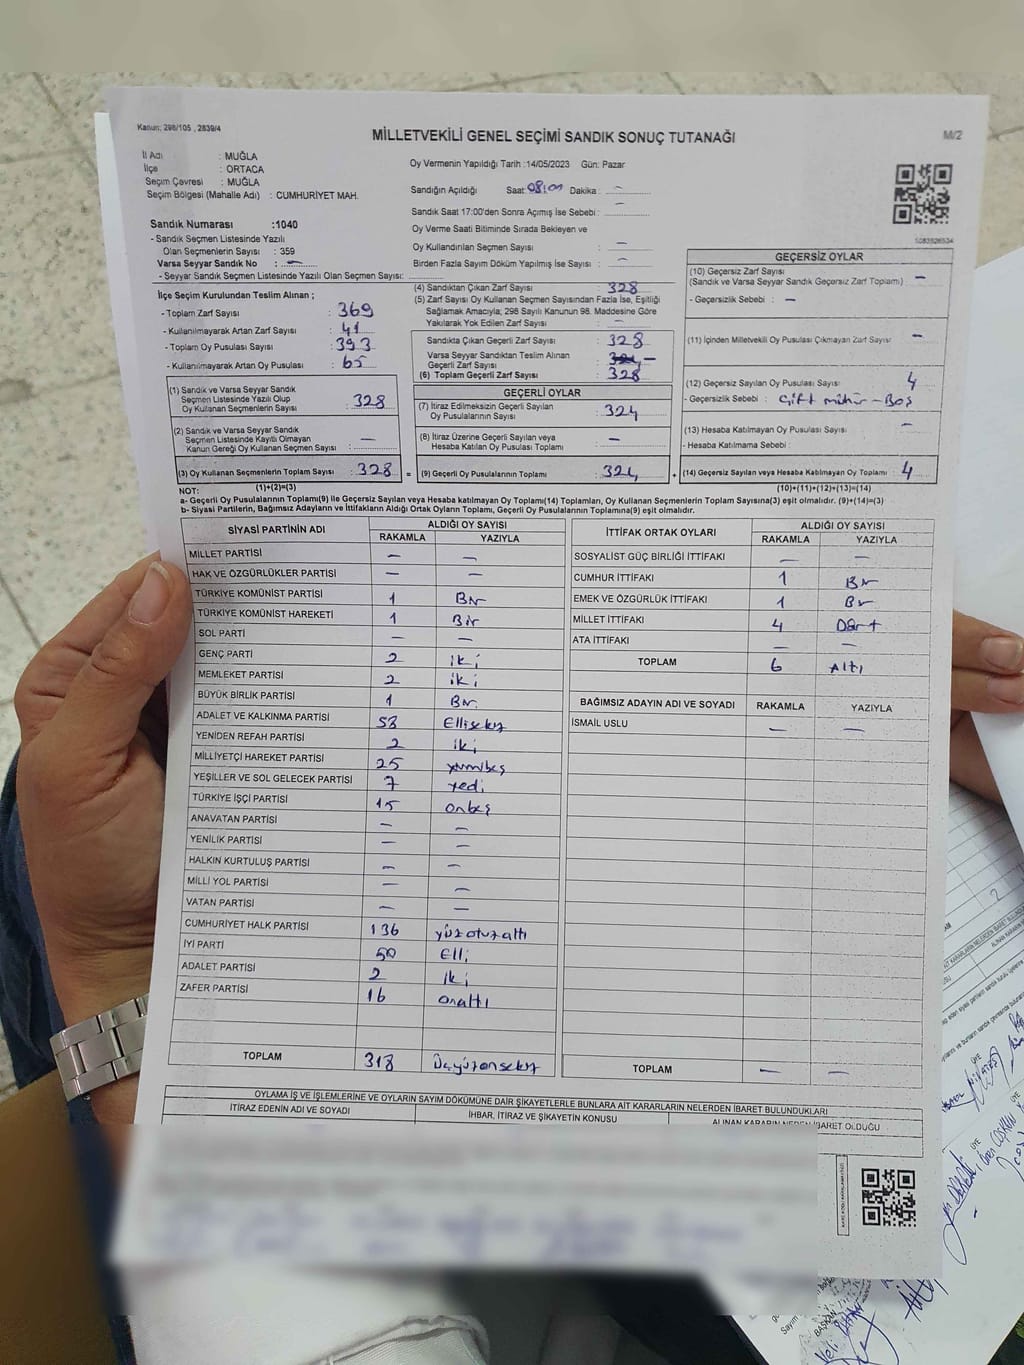 Kanun: 298/105 , 2839/4
MİLLETVEKİLİ GENEL SEÇİMİ SANDIK SONUÇ TUTANAĞI
M/2
İl Adı : MUĞLA
İlçe : ORTACA
Seçim Çevresi : MUĞLA
Seçim Bölgesi (Mahalle Adı) : CUMHURİYET MAH.
Sandık Numarası :1040
- Sandık Seçmen Listesinde Yazılı
Olan Seçmenlerin Sayısı : 359
Varsa Seyyar Sandık No : —
- Seyyar Sandık Seçmen Listesinde Yazılı Olan Seçmen Sayısı:
Oy Vermenin Yapıldığı Tarih :14/05/2023 Gün: Pazar
Sandığın Açıldığı Saat: 08:01 Dakika : —
Sandık Saat 17:00'den Sonra Açımış İse Sebebi : —
Oy Verme Saati Bitiminde Sırada Bekleyen ve
Oy Kullandırılan Seçmen Sayısı : —
Birden Fazla Sayım Döküm Yapılmış İse Sayısı : —
1083526534
İlçe Seçim Kurulundan Teslim Alınan ;
- Toplam Zarf Sayısı : 369
- Kullanılmayarak Artan Zarf Sayısı : 41
- Toplam Oy Pusulası Sayısı : 393
- Kullanılmayarak Artan Oy Pusulası : 65
(4) Sandıktan Çıkan Zarf Sayısı : 328
(5) Zarf Sayısı Oy Kullanan Seçmen Sayısından Fazla İse, Eşitliği
Sağlamak Amacıyla; 298 Sayılı Kanunun 98. Maddesine Göre
Yakılarak Yok Edilen Zarf Sayısı : —
Sandıkta Çıkan Geçerli Zarf Sayısı : 328
Varsa Seyyar Sandıktan Teslim Alınan
Geçerli Zarf Sayısı : —
(6) Toplam Geçerli Zarf Sayısı : 328
GEÇERSİZ OYLAR
(10) Geçersiz Zarf Sayısı
(Sandık ve Varsa Seyyar Sandık Geçersiz Zarf Toplamı) : —
- Geçersizlik Sebebi : —
(11) İçinden Milletvekili Oy Pusulası Çıkmayan Zarf Sayısı : —
(12) Geçersiz Sayılan Oy Pusulası Sayısı : 4
- Geçersizlik Sebebi : Çift mühür - Boş
(13) Hesaba Katılmayan Oy Pusulası Sayısı : —
- Hesaba Katılmama Sebebi :
(14) Geçersiz Sayılan veya Hesaba Katılmayan Oy Toplamı : 4
(10)+(11)+(12)+(13)=(14)
(1) Sandık ve Varsa Seyyar Sandık
Seçmen Listesinde Yazılı Olup
Oy Kullanan Seçmenlerin Sayısı : 328
(2) Sandık ve Varsa Seyyar Sandık
Seçmen Listesinde Kayıtlı Olmayan
Kanun Gereği Oy Kullanan Seçmen Sayısı : —
(3) Oy Kullanan Seçmenlerin Toplam Sayısı : 328 =
(1)+(2)=(3)
GEÇERLİ OYLAR
(7) İtiraz Edilmeksizin Geçerli Sayılan
Oy Pusulalarının Sayısı : 324
(8) İtiraz Üzerine Geçerli Sayılan veya
Hesaba Katılan Oy Pusulası Toplamı : —
(9) Geçerli Oy Pusulalarının Toplamı : 324 +
NOT:
a- Geçerli Oy Pusulalarının Toplamı(9) ile Geçersiz Sayılan veya Hesaba katılmayan Oy Toplamı(14) Toplamları, Oy Kullanan Seçmenlerin Toplam Sayısına(3) eşit olmalıdır. (9)+(14)=(3)
b- Siyasi Partilerin, Bağımsız Adayların ve İttifakların Aldığı Ortak Oyların Toplamı, Geçerli Oy Pusulalarının Toplamına(9) eşit olmalıdır.
SİYASİ PARTİNİN ADI ALDIĞI OY SAYISI
RAKAMLA YAZIYLA
MİLLET PARTİSİ — —
HAK VE ÖZGÜRLÜKLER PARTİSİ — —
TÜRKİYE KOMÜNİST PARTİSİ 1 Bir
TÜRKİYE KOMÜNİST HAREKETİ 1 Bir
SOL PARTİ — —
GENÇ PARTİ 2 iki
MEMLEKET PARTİSİ 2 iki
BÜYÜK BİRLİK PARTİSİ 1 Bir
ADALET VE KALKINMA PARTİSİ 58 Ellisekiz
YENİDEN REFAH PARTİSİ 2 iki
MİLLİYETÇİ HAREKET PARTİSİ 25 yirmibeş
YEŞİLLER VE SOL GELECEK PARTİSİ 7 yedi
TÜRKİYE İŞÇİ PARTİSİ 15 onbeş
ANAVATAN PARTİSİ — —
YENİLİK PARTİSİ — —
HALKIN KURTULUŞ PARTİSİ — —
MİLLİ YOL PARTİSİ — —
VATAN PARTİSİ — —
CUMHURİYET HALK PARTİSİ 136 yüzotuzaltı
İYİ PARTİ 50 Elli
ADALET PARTİSİ 2 iki
ZAFER PARTİSİ 16 onaltı
TOPLAM 318 Üçyüzonsekiz
İTTİFAK ORTAK OYLARI ALDIĞI OY SAYISI
RAKAMLA YAZIYLA
SOSYALİST GÜÇ BİRLİĞİ İTTİFAKI — —
CUMHUR İTTİFAKI 1 Bir
EMEK VE ÖZGÜRLÜK İTTİFAKI 1 Bir
MİLLET İTTİFAKI 4 Dört
ATA İTTİFAKI — —
TOPLAM 6 Altı
BAĞIMSIZ ADAYIN ADI VE SOYADI RAKAMLA YAZIYLA
İSMAİL USLU — —
TOPLAM — —
OYLAMA İŞ VE İŞLEMLERİNE VE OYLARIN SAYIM DÖKÜMÜNE DAİR ŞİKAYETLERLE BUNLARA AİT KARARLARIN NELERDEN İBARET BULUNDUKLARI
İTİRAZ EDENİN ADI VE SOYADI İHBAR, İTİRAZ VE ŞİKAYETİN KONUSU ALINAN KARARIN NEDEN İBARET OLDUĞU